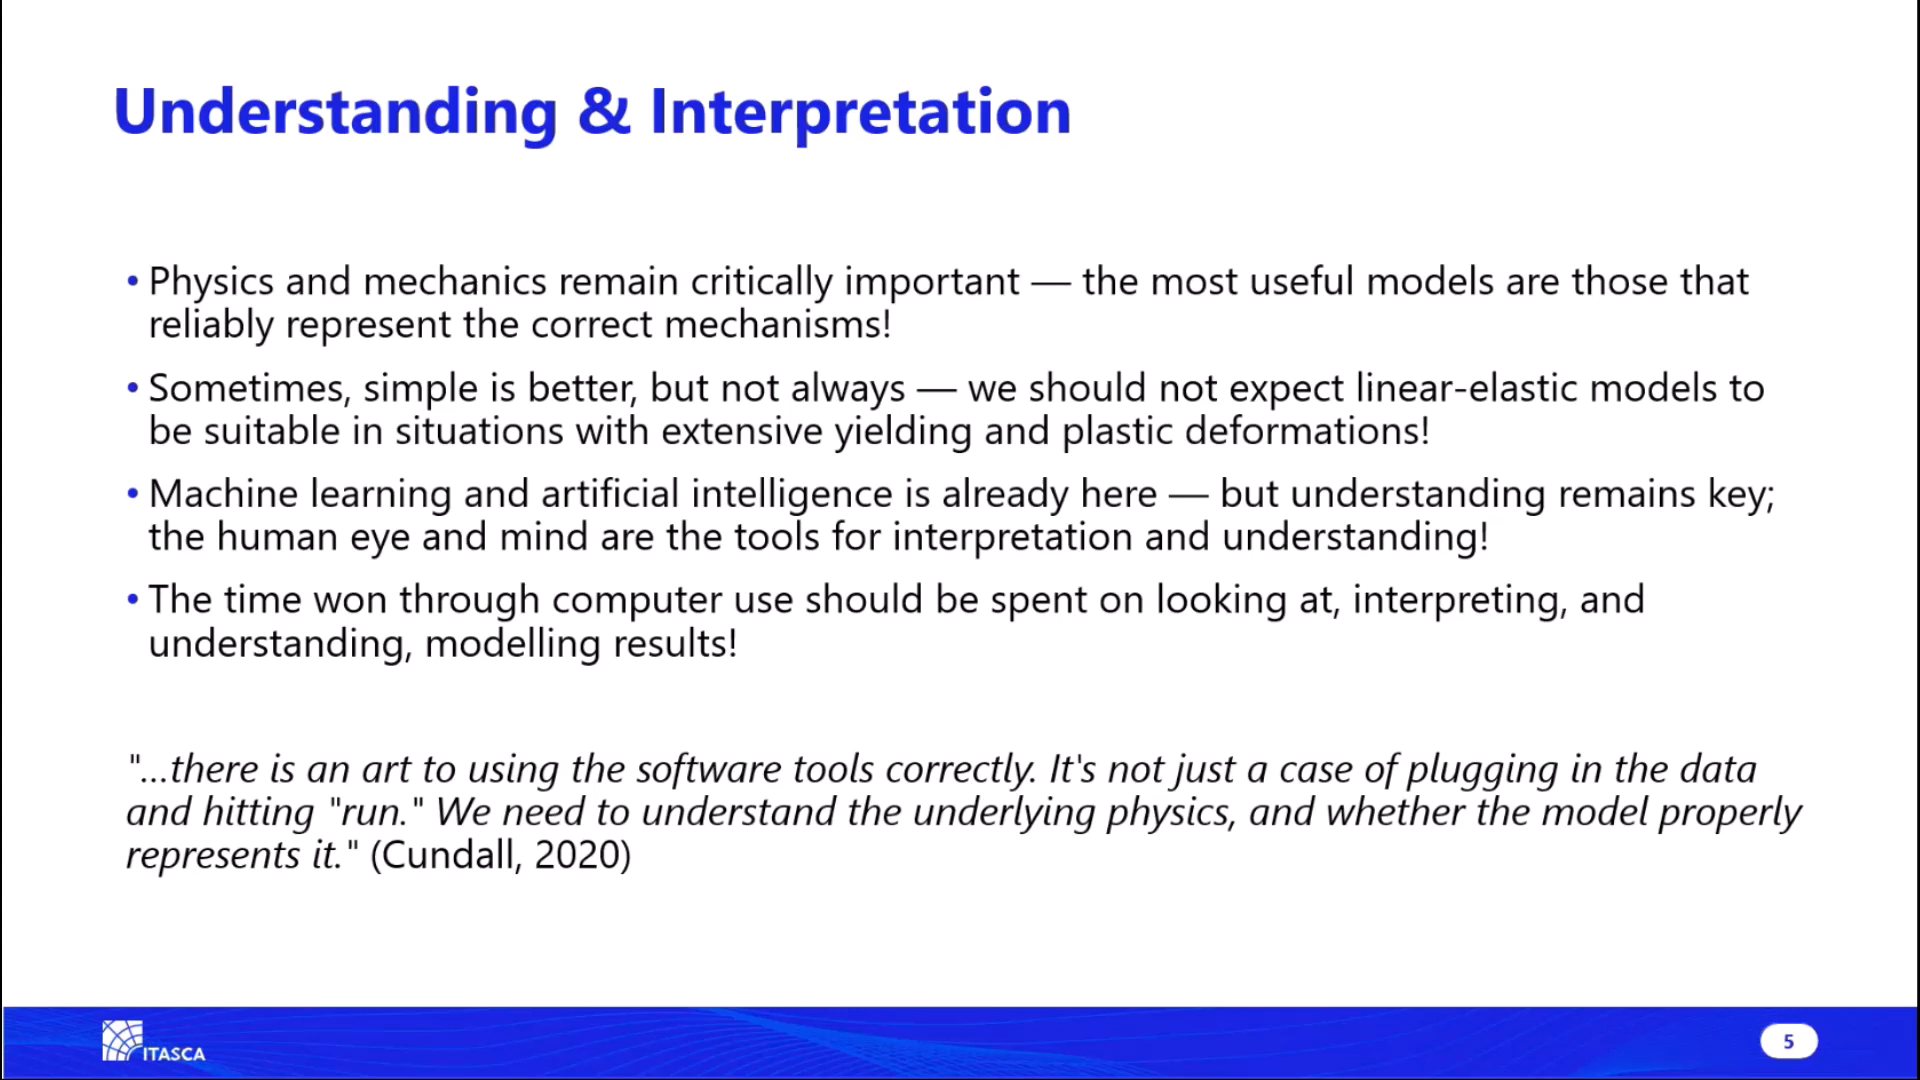 Understanding & Interpretation
• Physics and mechanics remain critically important — the most useful models are those that
reliably represent the correct mechanisms!
• Sometimes, simple is better, but not always — we should not expect linear-elastic models to
be suitable in situations with extensive yielding and plastic deformations!
• Machine learning and artificial intelligence is already here — but understanding remains key;
the human eye and mind are the tools for interpretation and understanding!
• The time won through computer use should be spent on looking at, interpreting, and
understanding, modelling results!
"...there is an art to using the software tools correctly. It's not just a case of plugging in the data
and hitting "run." We need to understand the underlying physics, and whether the model properly
represents it." (Cundall, 2020)
ITASCA
5